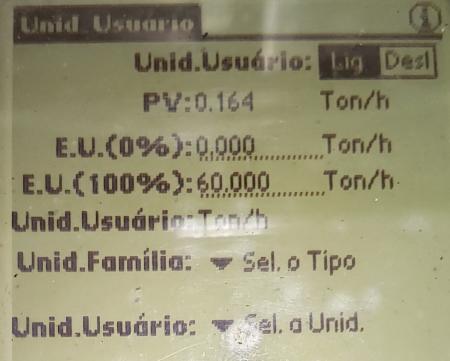 Unid. Usuário
Unid.Usuário: Lig Desl
PV:0.164 Ton/h
E.U.(0%):0,000 Ton/h
E.U.(100%):60,000 Ton/h
Unid.Usuário:Ton/h
Unid.Família: Sel. o Tipo
Unid.Usuário: Sel. a Unid.